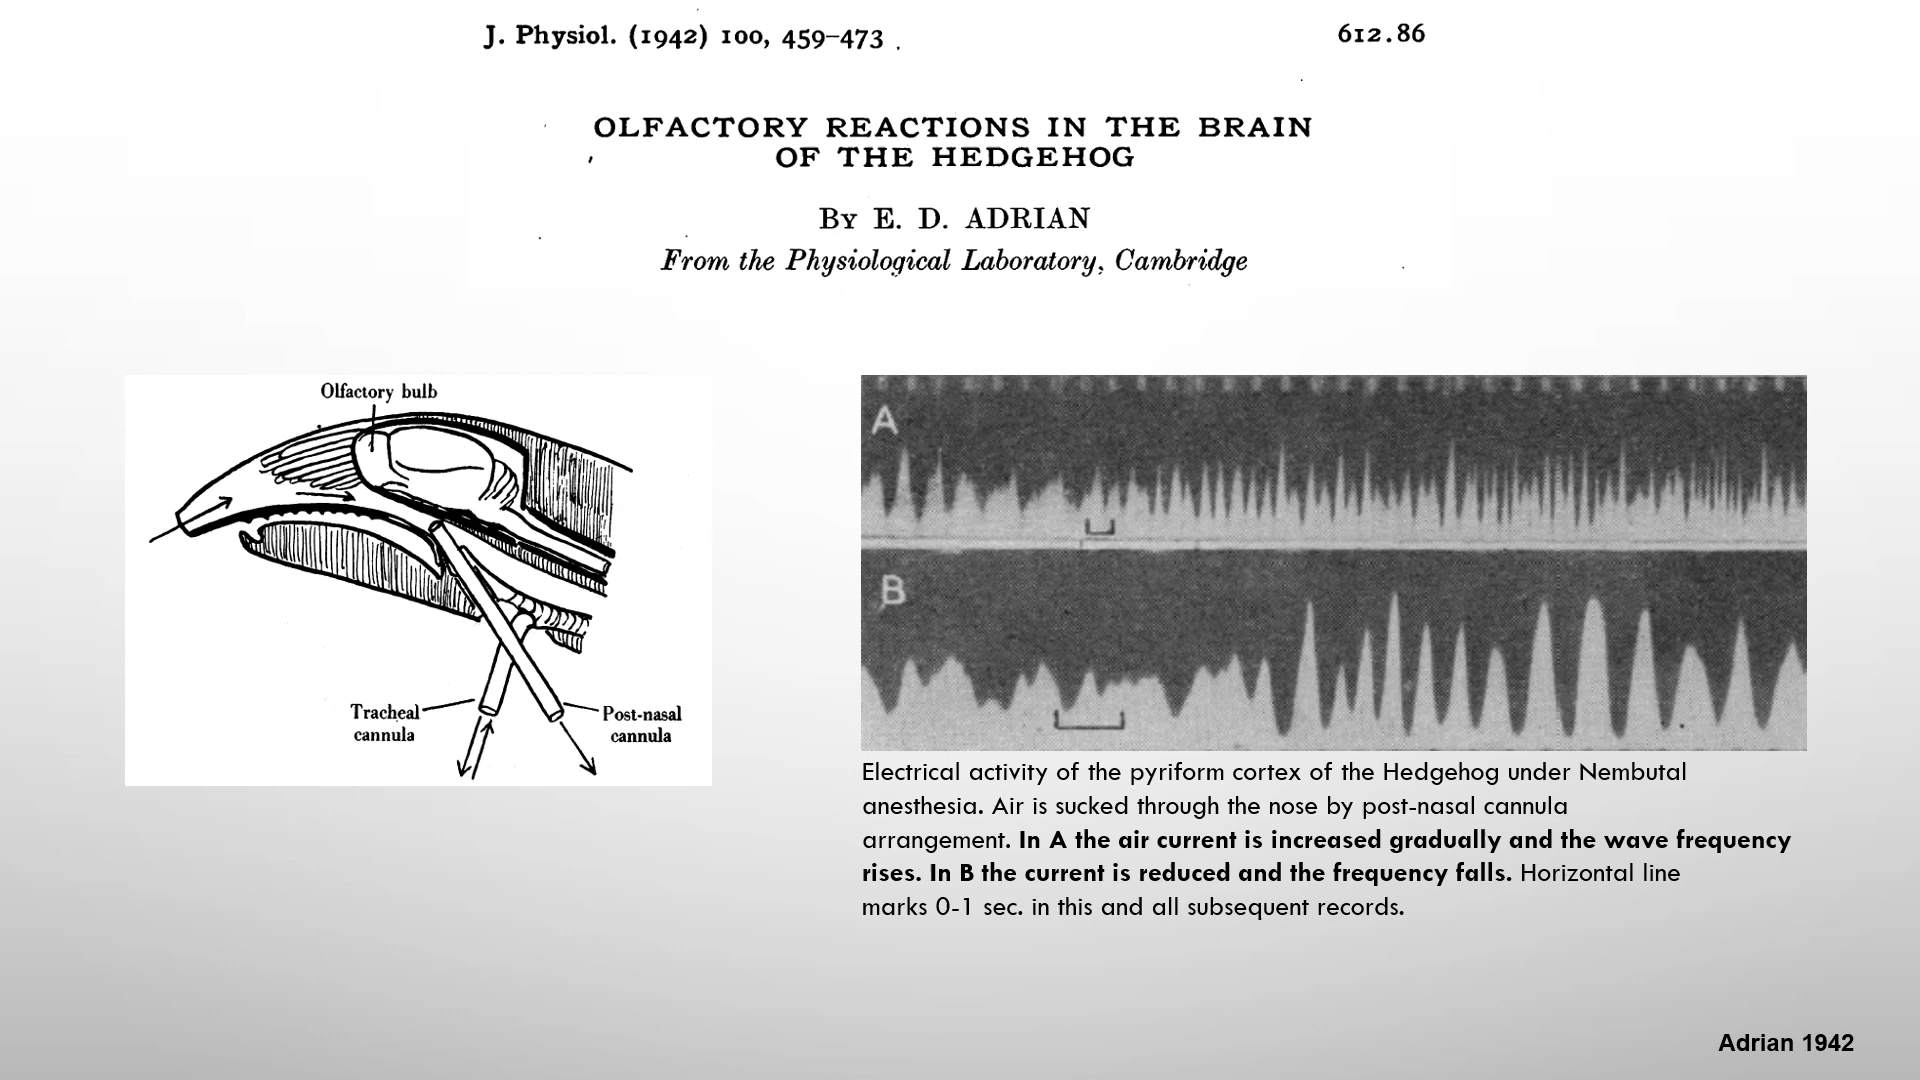 J. Physiol. (1942) 100, 459–473
612.86
OLFACTORY REACTIONS IN THE BRAIN
OF THE HEDGEHOG
By E. D. ADRIAN
From the Physiological Laboratory, Cambridge
Olfactory bulb
Tracheal
cannula
Post-nasal
cannula
A
B
Electrical activity of the pyriform cortex of the Hedgehog under Nembutal
anesthesia. Air is sucked through the nose by post-nasal cannula
arrangement. In A the air current is increased gradually and the wave frequency
rises. In B the current is reduced and the frequency falls. Horizontal line
marks 0-1 sec. in this and all subsequent records.
Adrian 1942